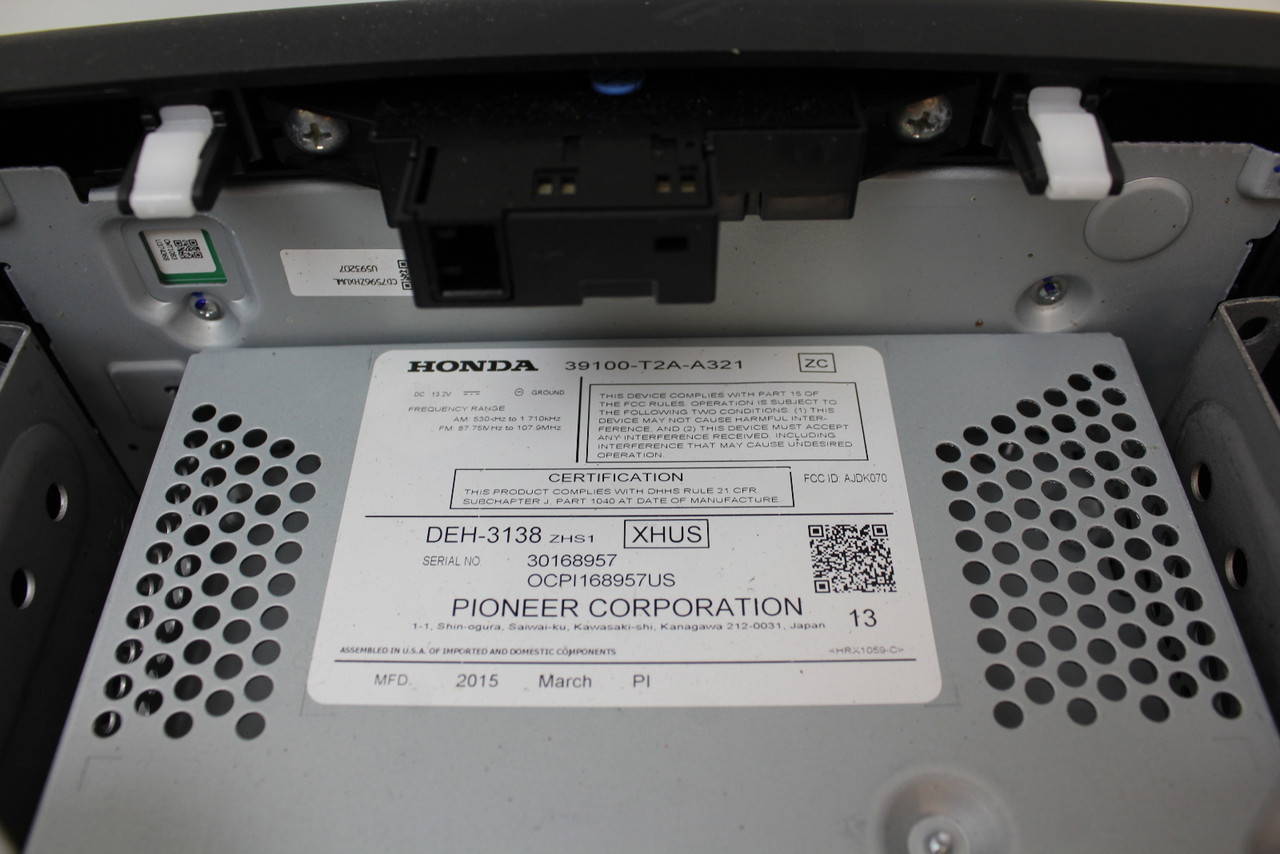 CD7596ZHXUWL
U593207
HONDA 39100-T2A-A321 ZC
DC 13.2V GROUND
FREQUENCY RANGE
AM: 530kHz to 1 710kHz
FM: 87.75MHz to 107.9MHz
THIS DEVICE COMPLIES WITH PART 15 OF
THE FCC RULES. OPERATION IS SUBJECT TO
THE FOLLOWING TWO CONDITIONS: (1) THIS
DEVICE MAY NOT CAUSE HARMFUL INTER-
FERENCE, AND (2) THIS DEVICE MUST ACCEPT
ANY INTERFERENCE RECEIVED, INCLUDING
INTERFERENCE THAT MAY CAUSE UNDESIRED
OPERATION.
CERTIFICATION
THIS PRODUCT COMPLIES WITH DHHS RULE 21 CFR
SUBCHAPTER J, PART 1040 AT DATE OF MANUFACTURE.
FCC ID AJDK070
DEH-3138 ZHS1 XHUS
SERIAL NO 30168957
OCPI168957US
PIONEER CORPORATION
1-1, Shin-ogura, Saiwai-ku, Kawasaki-shi, Kanagawa 212-0031, Japan
13
ASSEMBLED IN U.S.A. OF IMPORTED AND DOMESTIC COMPONENTS
<HRX1059-C>
MFD. 2015 March PI